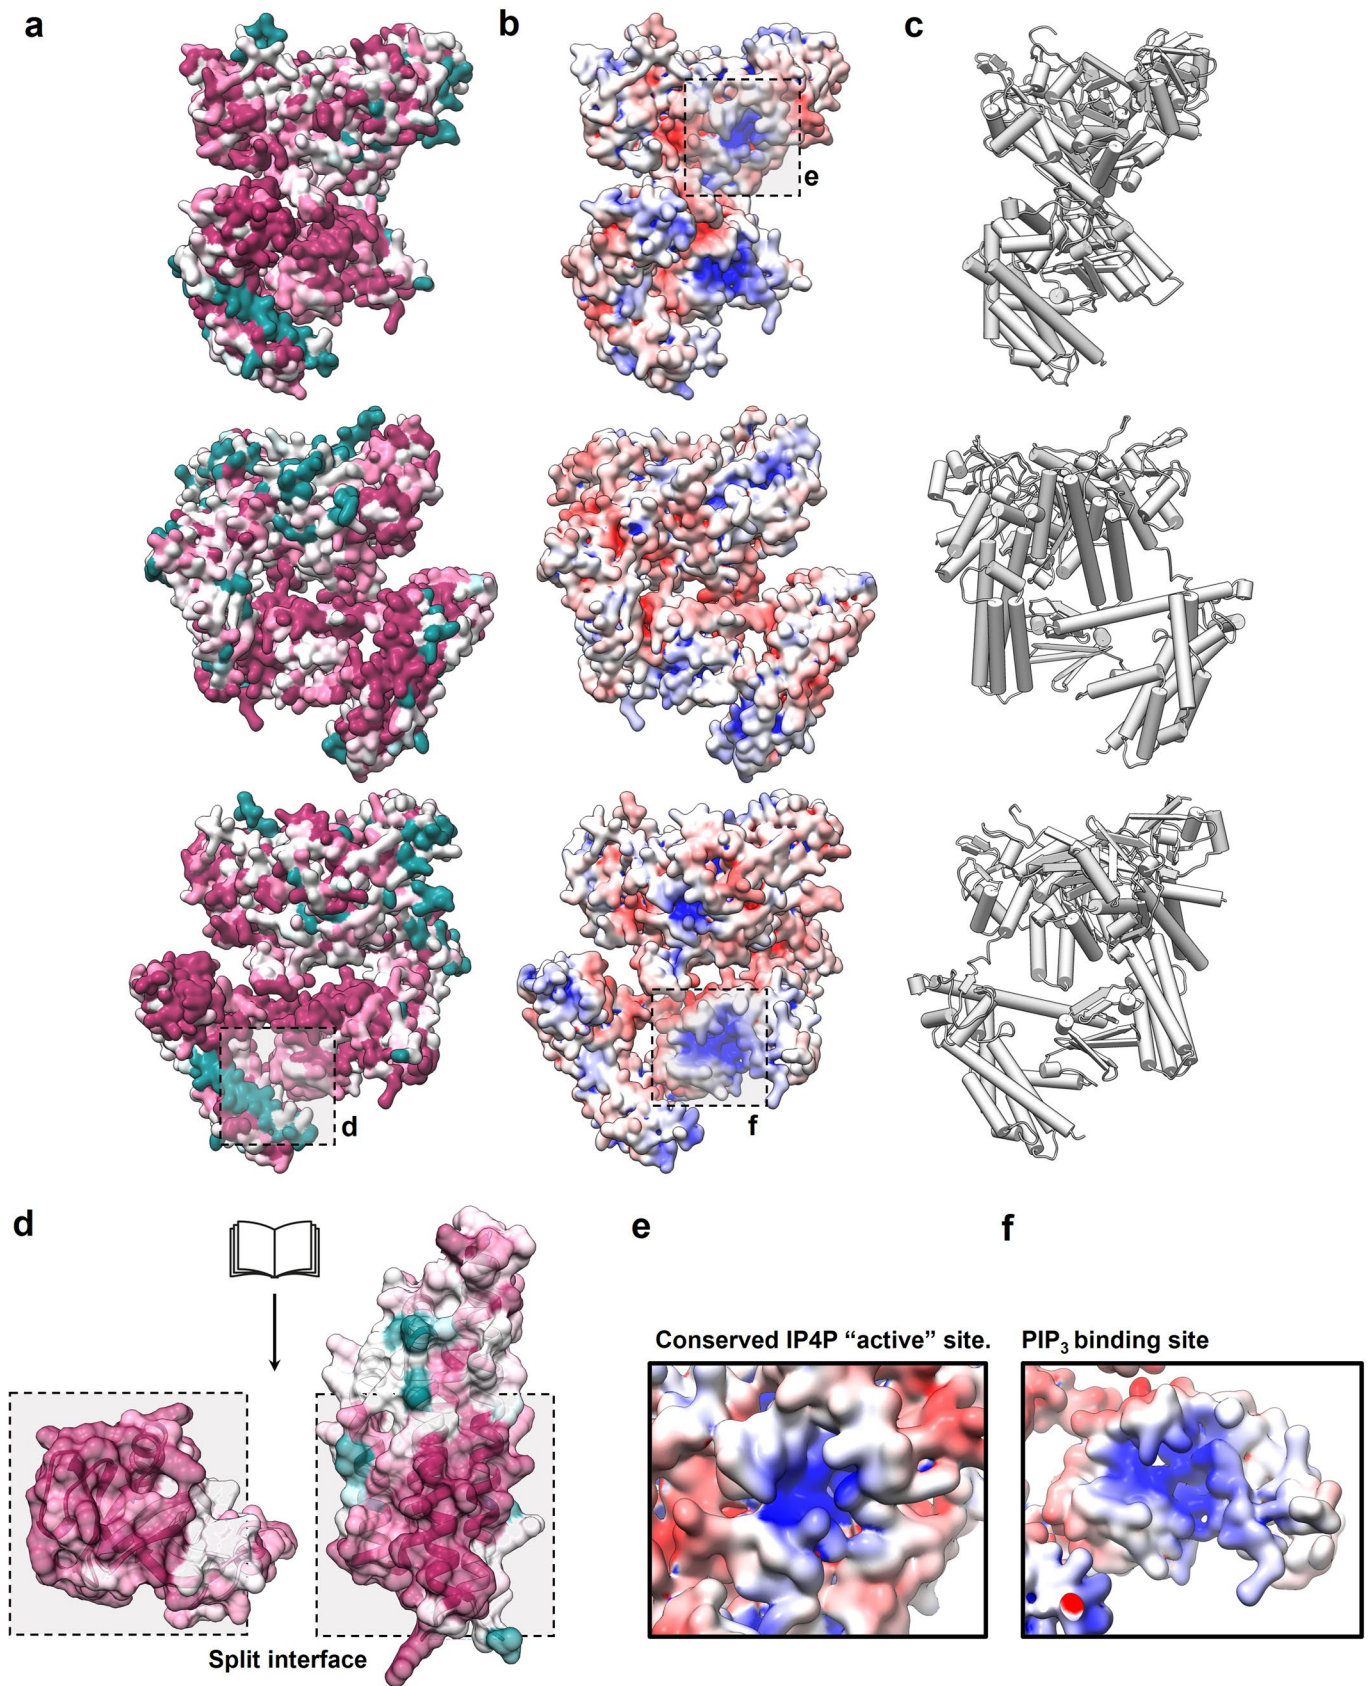 a
b
c
e
d
f
d
e
f
Conserved IP4P “active” site.
PIP₃ binding site
Split interface